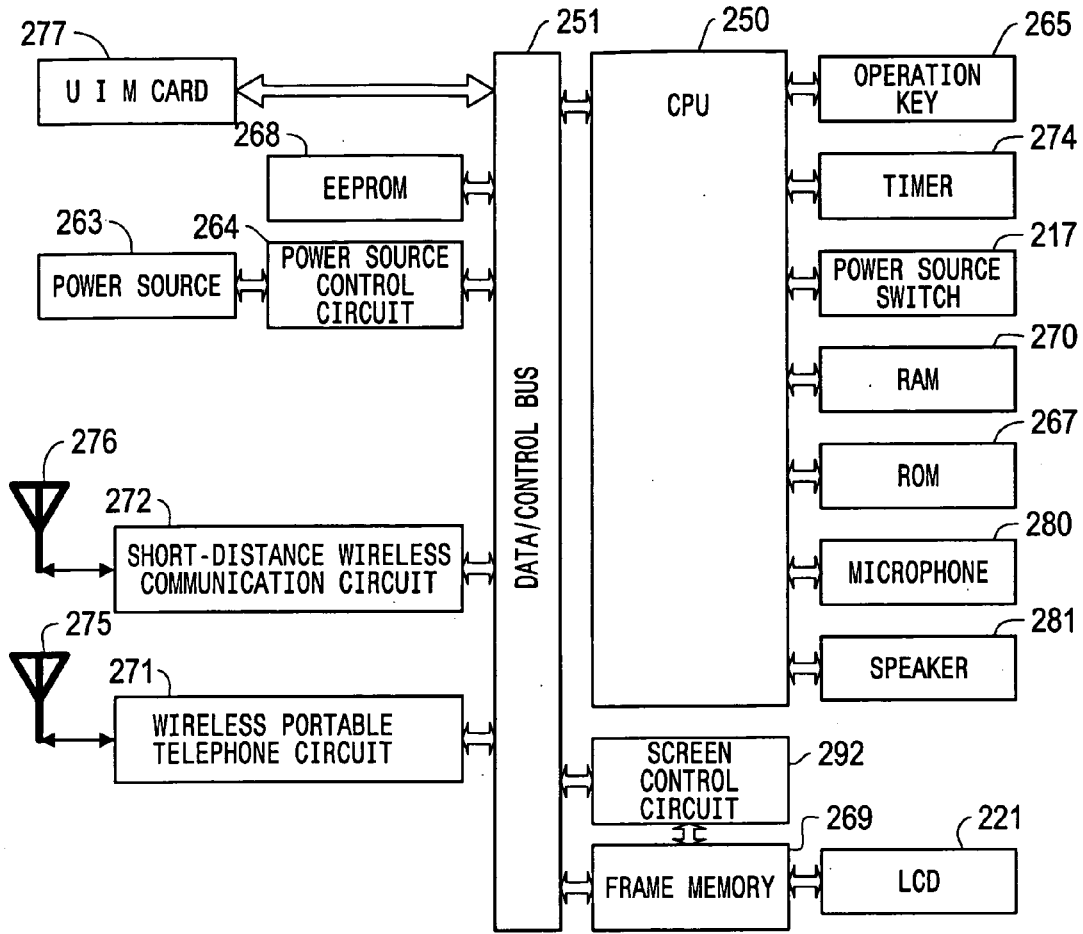 277
251
250
265
U I M CARD
CPU
OPERATION
KEY
268
274
EEPROM
TIMER
263
264
217
POWER SOURCE
POWER SOURCE
CONTROL
CIRCUIT
POWER SOURCE
SWITCH
270
RAM
DATA/CONTROL BUS
267
ROM
276
272
280
SHORT-DISTANCE WIRELESS
COMMUNICATION CIRCUIT
MICROPHONE
275
281
271
SPEAKER
WIRELESS PORTABLE
TELEPHONE CIRCUIT
SCREEN
CONTROL
CIRCUIT
292
269
221
FRAME MEMORY
LCD